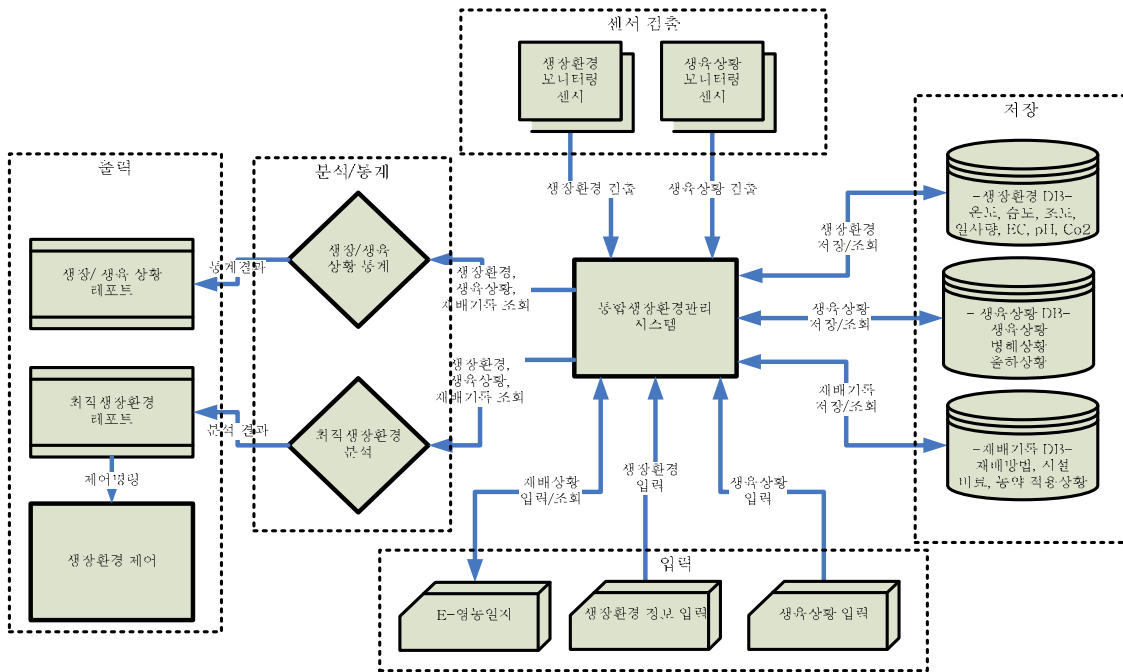 센서 검출
생장환경
모니터링
센시
생육상황
모니터링
센시
생장환경 검출
생육상황 검출
저장
-생장환경 DB-
온도, 습도, 조도,
일사량, EC, pH, Co2
-생육상황 DB-
생육상황
병해상황
출하상황
-재배기록 DB-
재배방법, 시설
비료, 농약 적용상황
생장환경
저장/조회
생육상황
저장/조회
재배기록
저장/조회
통합생장환경관리
시스템
출력
생장/ 생육 상황
레포트
최적생장환경
레포트
제어명령
생장환경 제어
통계결과
분석 결과
분석/통계
생장/생육
상황 통계
최적생장환경
분석
생장환경,
생육상황,
재배기록 조회
생장환경,
생육상황,
재배기록 조회
재배상황
입력/조회
생장환경
입력
생육상황
입력
입력
E-영농일지
생장환경 정보 입력
생육상황 입력